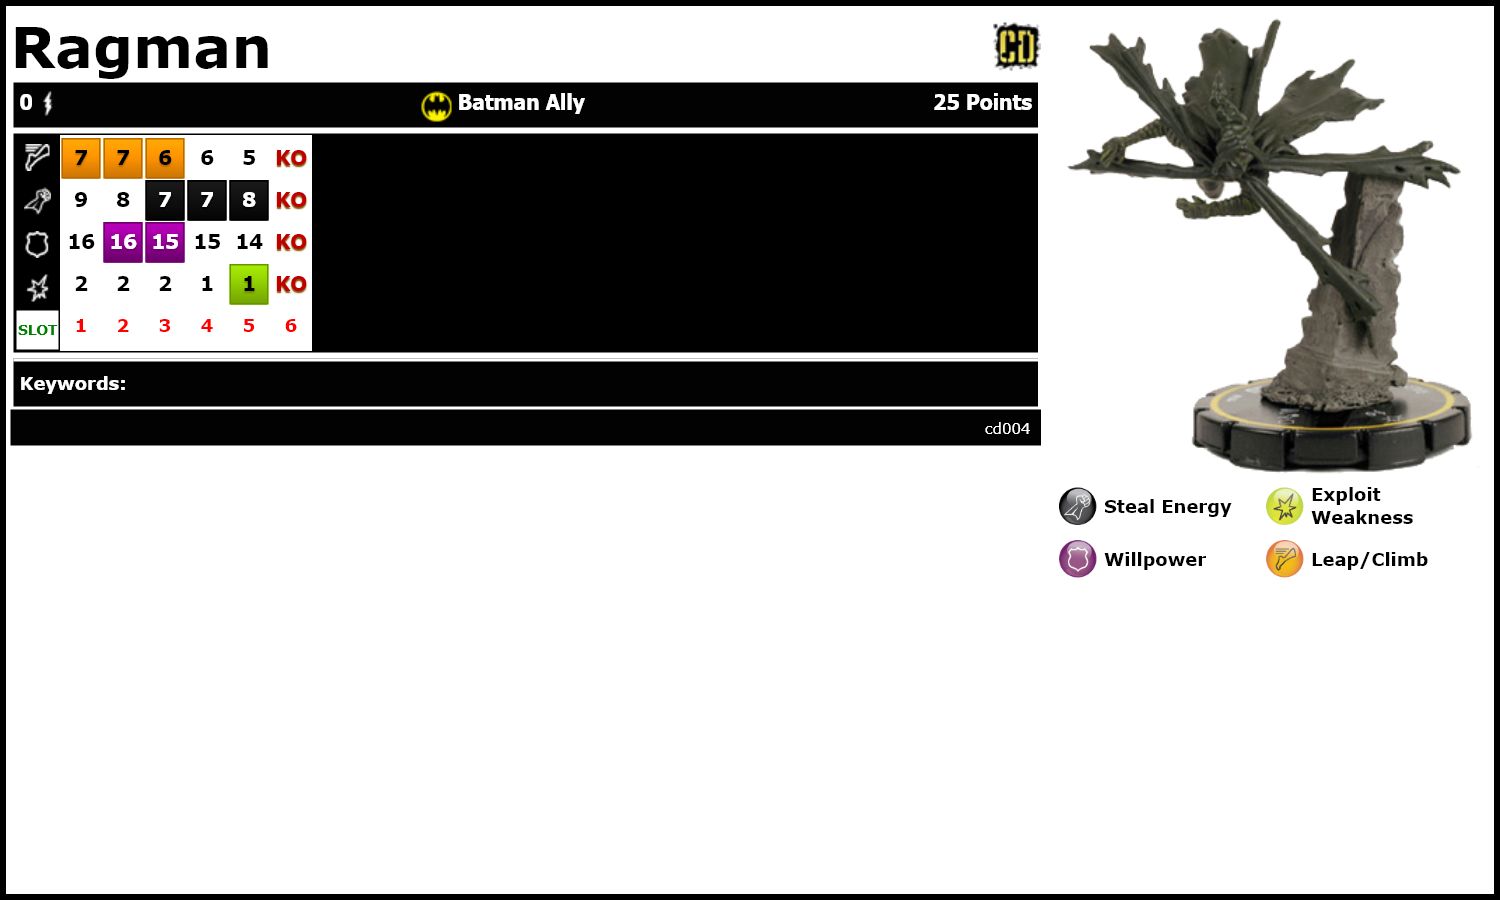 Ragman
CD
0 Batman Ally 25 Points
7 7 6 6 5 KO
9 8 7 7 8 KO
16 16 15 15 14 KO
2 2 2 1 1 KO
SLOT 1 2 3 4 5 6
Keywords:
cd004
Steal Energy
Exploit
Weakness
Willpower
Leap/Climb